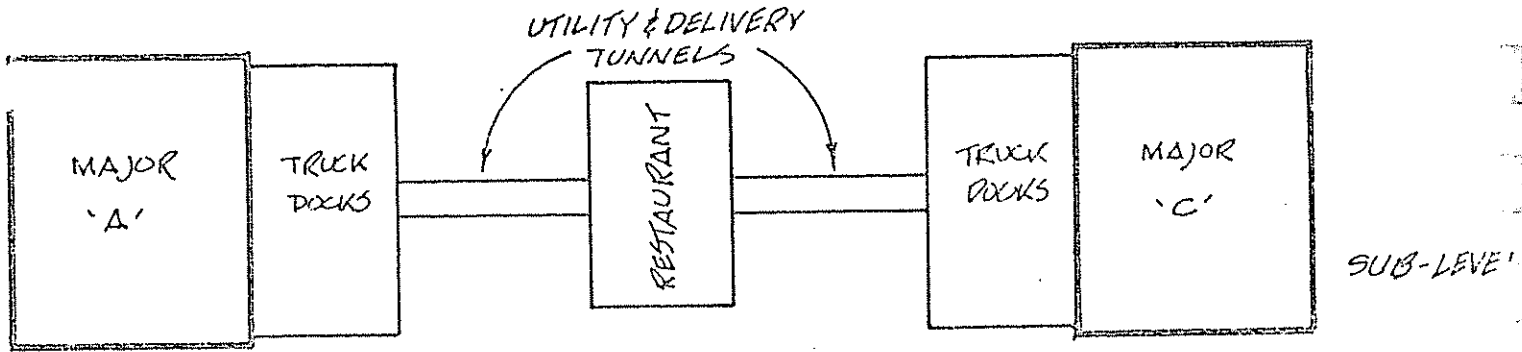 UTILITY & DELIVERY
TUNNELS
MAJOR
'A'
TRUCK
DOCKS
RESTAURANT
TRUCK
DOCKS
MAJOR
'C'
SUB-LEVE